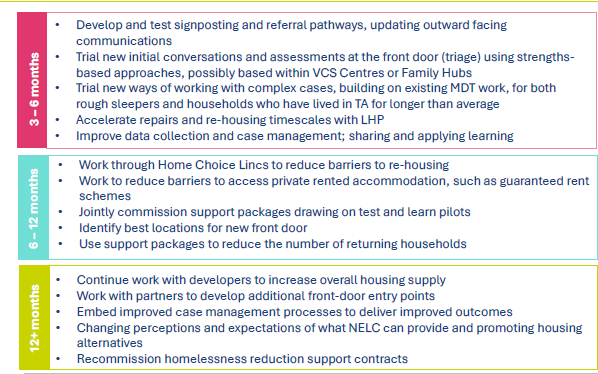 3 – 6 months
• Develop and test signposting and referral pathways, updating outward facing
communications
• Trial new initial conversations and assessments at the front door (triage) using strengths-
based approaches, possibly based within VCS Centres or Family Hubs
• Trial new ways of working with complex cases, building on existing MDT work, for both
rough sleepers and households who have lived in TA for longer than average
• Accelerate repairs and re-housing timescales with LHP
• Improve data collection and case management; sharing and applying learning
6 – 12 months
• Work through Home Choice Lincs to reduce barriers to re-housing
• Work to reduce barriers to access private rented accommodation, such as guaranteed rent
schemes
• Jointly commission support packages drawing on test and learn pilots
• Identify best locations for new front door
• Use support packages to reduce the number of returning households
12+ months
• Continue work with developers to increase overall housing supply
• Work with partners to develop additional front-door entry points
• Embed improved case management processes to deliver improved outcomes
• Changing perceptions and expectations of what NELC can provide and promoting housing
alternatives
• Recommission homelessness reduction support contracts